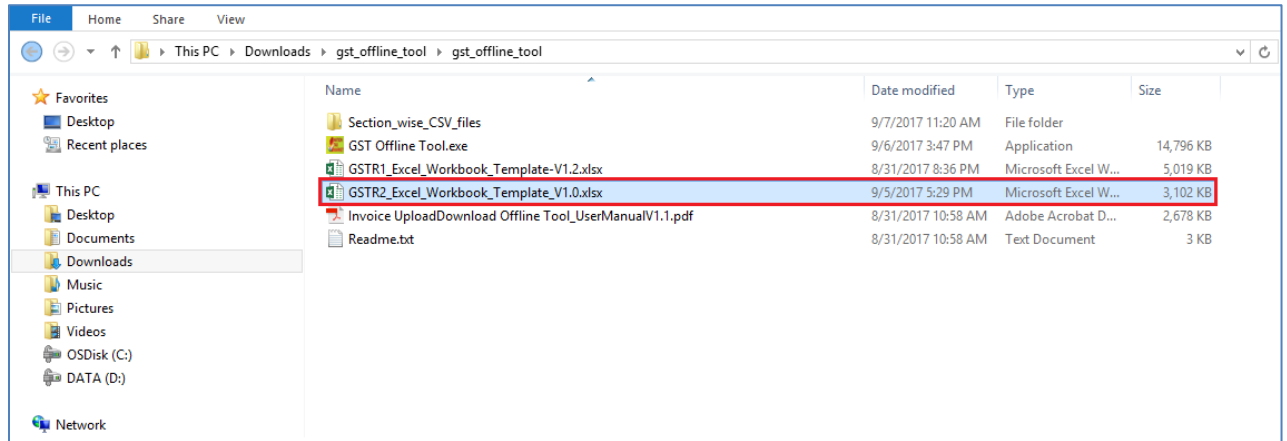 File Home Share View
This PC Downloads gst_offline_tool gst_offline_tool
Name Date modified Type Size
Favorites
Desktop
Recent places
This PC
Desktop
Documents
Downloads
Music
Pictures
Videos
OSDisk (C:)
DATA (D:)
Network
Section_wise_CSV_files 9/7/2017 11:20 AM File folder
GST Offline Tool.exe 9/6/2017 3:47 PM Application 14,796 KB
GSTR1_Excel_Workbook_Template-V1.2.xlsx 8/31/2017 8:36 PM Microsoft Excel W... 5,019 KB
GSTR2_Excel_Workbook_Template_V1.0.xlsx 9/5/2017 5:29 PM Microsoft Excel W... 3,102 KB
Invoice UploadDownload Offline Tool_UserManualV1.1.pdf 8/31/2017 10:58 AM Adobe Acrobat D... 2,678 KB
Readme.txt 8/31/2017 10:58 AM Text Document 3 KB